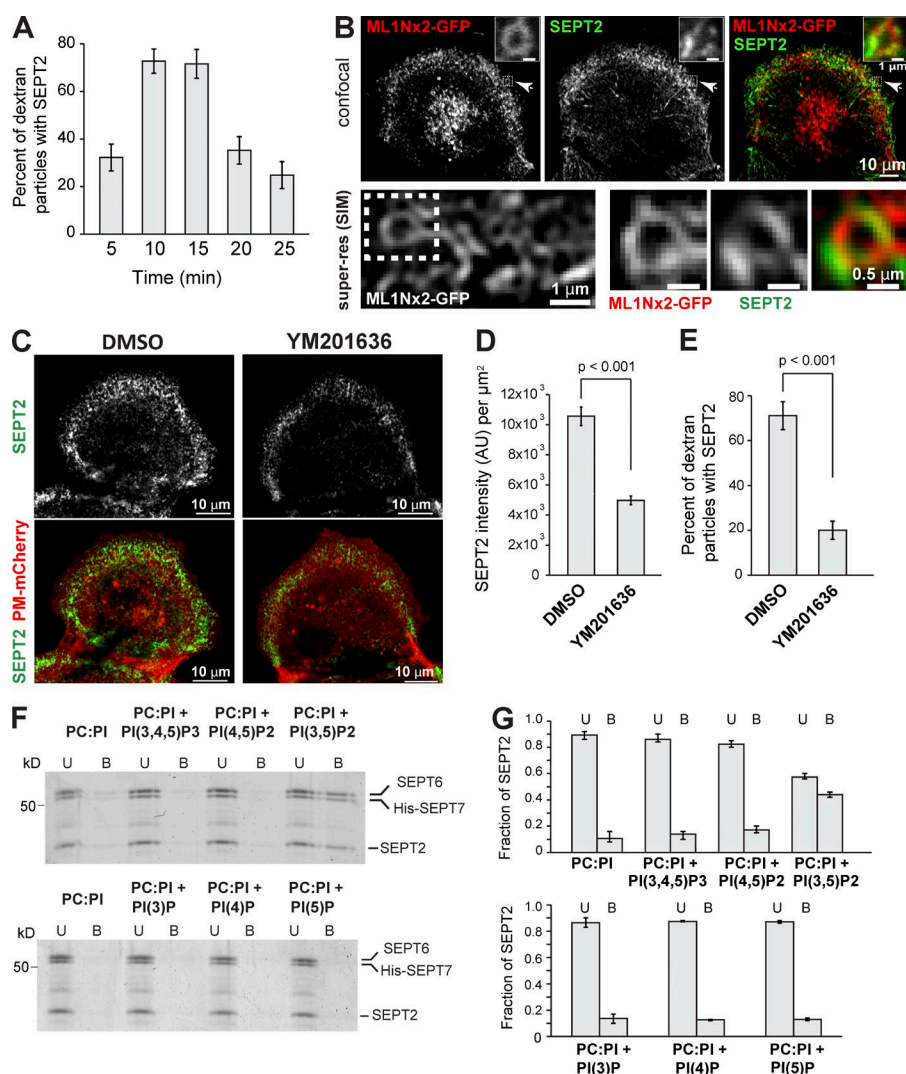 A
Percent of dextran
particles with SEPT2
80
60
40
20
0
5 10 15 20 25
Time (min)
B
confocal
ML1Nx2-GFP
SEPT2
ML1Nx2-GFP
SEPT2
1 µm
10 µm
super-res (SIM)
ML1Nx2-GFP
1 µm
0.5 µm
ML1Nx2-GFP
SEPT2
C
DMSO
YM201636
SEPT2
10 µm
10 µm
SEPT2 PM-mCherry
10 µm
10 µm
D
p < 0.001
SEPT2 intensity (AU) per µm²
12x10³
10x10³
8x10³
6x10³
4x10³
2x10³
0
DMSO
YM201636
E
p < 0.001
Percent of dextran
particles with SEPT2
80
60
40
20
0
DMSO
YM201636
F
PC:PI
PC:PI +
PI(3,4,5)P3
PC:PI +
PI(4,5)P2
PC:PI +
PI(3,5)P2
kD
U B U B U B U B
50
SEPT6
His-SEPT7
SEPT2
PC:PI
PC:PI +
PI(3)P
PC:PI +
PI(4)P
PC:PI +
PI(5)P
kD
U B U B U B U B
50
SEPT6
His-SEPT7
SEPT2
G
Fraction of SEPT2
1.0
0.8
0.6
0.4
0.2
0
U B U B U B U B
PC:PI
PC:PI +
PI(3,4,5)P3
PC:PI +
PI(4,5)P2
PC:PI +
PI(3,5)P2
Fraction of SEPT2
1.0
0.8
0.6
0.4
0.2
0
U B U B U B
PC:PI +
PI(3)P
PC:PI +
PI(4)P
PC:PI +
PI(5)P